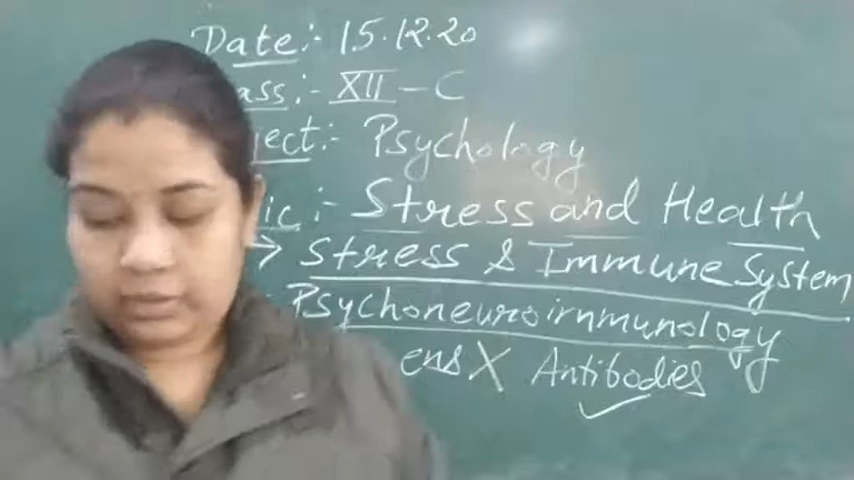 Date:- 15.12.20
ass:- XII - C
ject:- Psychology
ic:- Stress and Health
→ Stress & Immune System
Psychoneuroimmunology
ens X Antibodies ✓